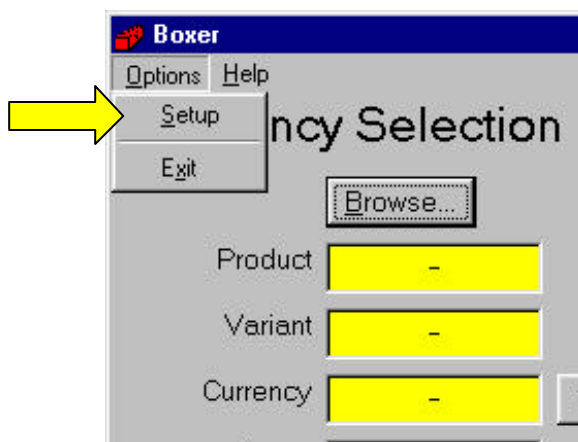 Boxer
Options Help
Setup
ncy Selection
Exit
Browse...
Product –
Variant –
Currency –